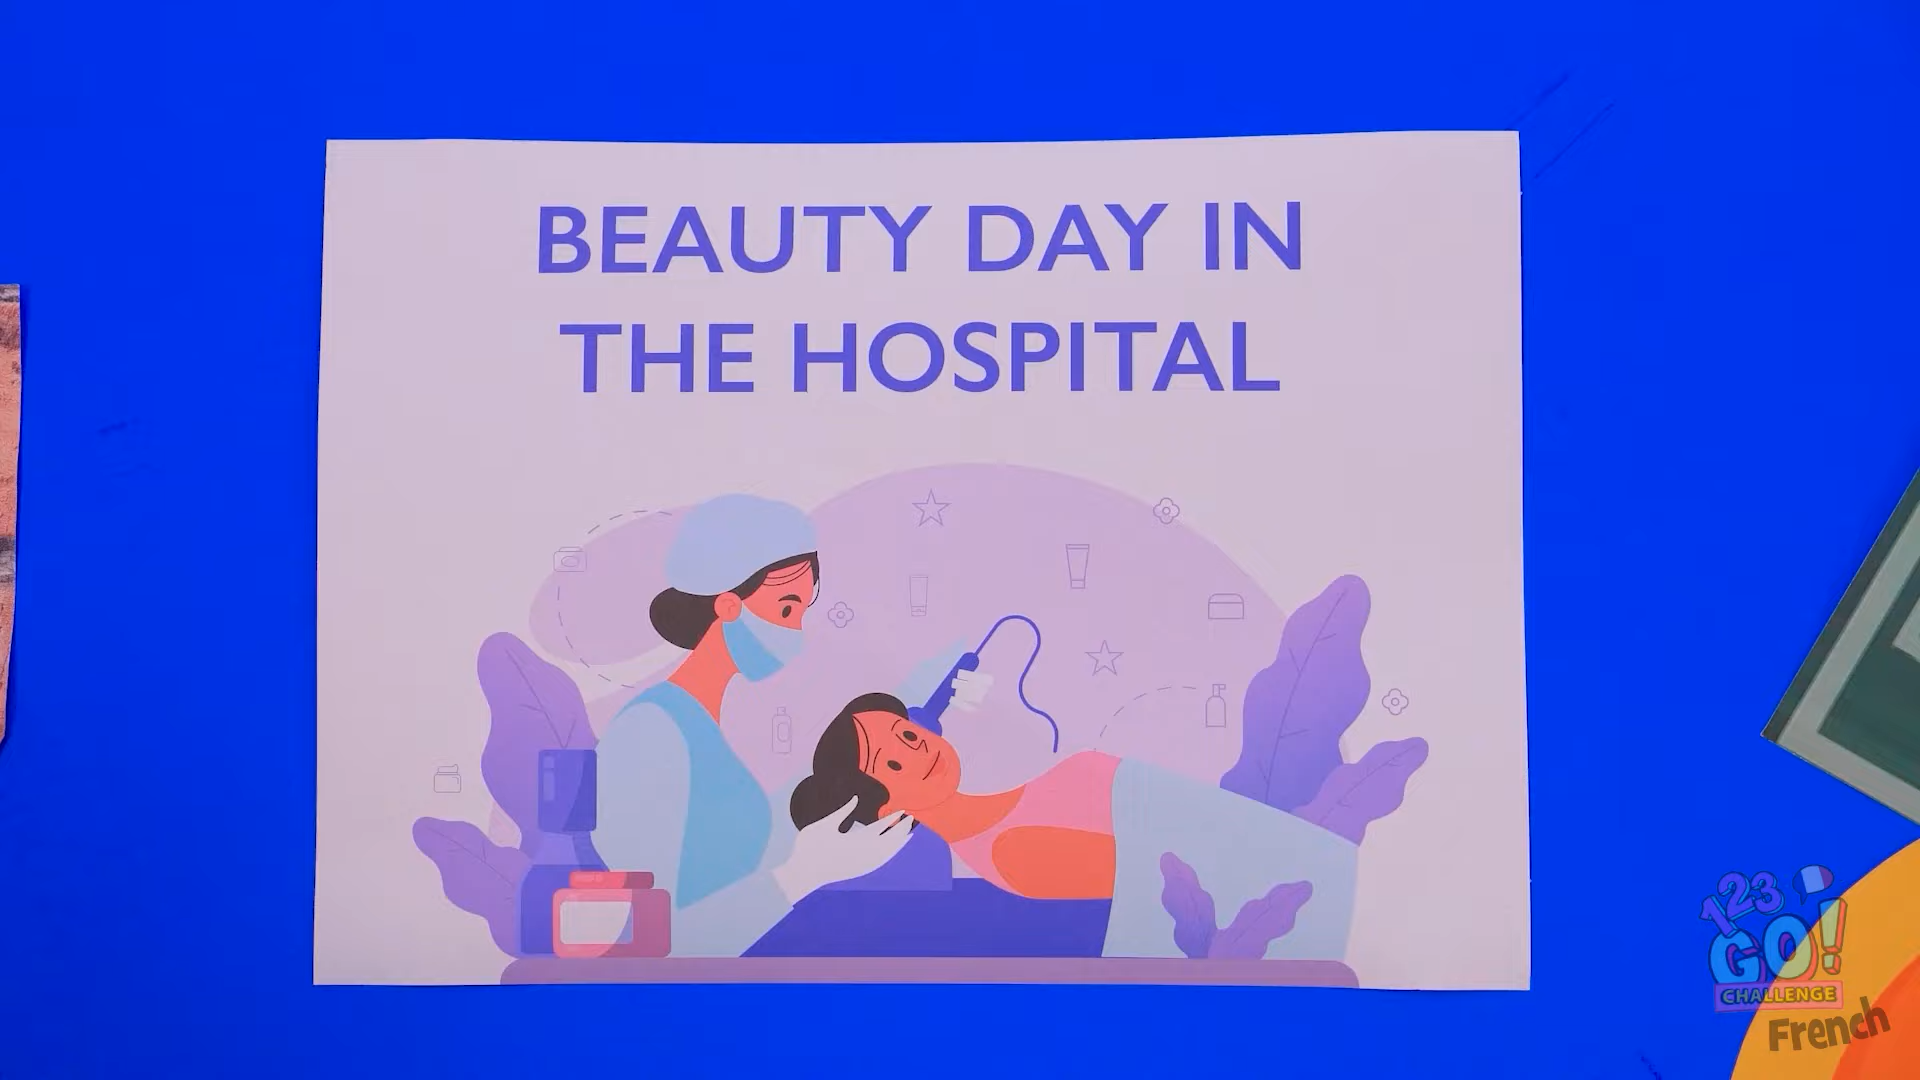 BEAUTY DAY IN
THE HOSPITAL
123
GO!
CHALLENGE
French